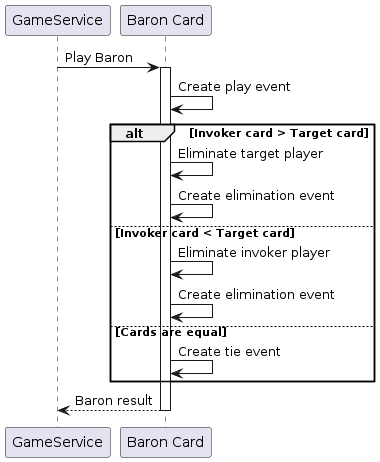 GameService Baron Card
Play Baron
Create play event
alt [Invoker card > Target card]
Eliminate target player
Create elimination event
[Invoker card < Target card]
Eliminate invoker player
Create elimination event
[Cards are equal]
Create tie event
Baron result
GameService Baron Card